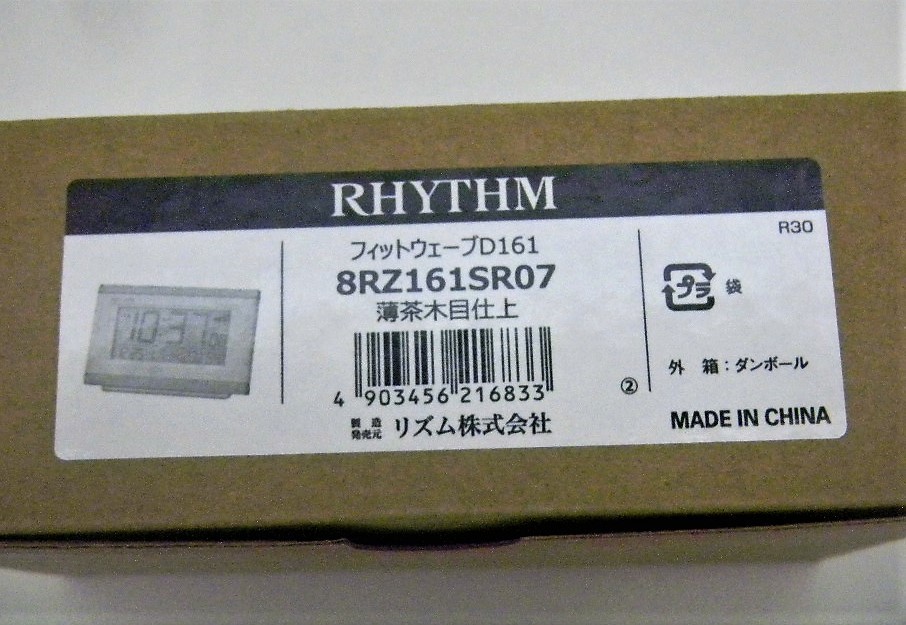 RHYTHM
R30
フィットウェーブD161
8RZ161SR07
薄茶木目仕上
4 903456 216833
②
製造
発売元 リズム株式会社
プラ 袋
外 箱：ダンボール
MADE IN CHINA
10:37